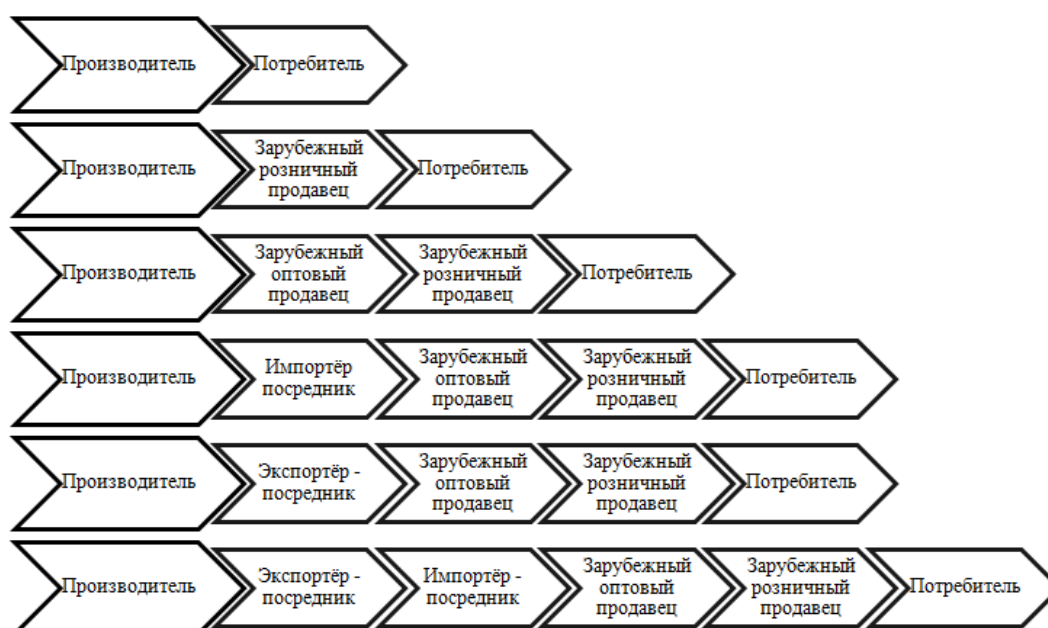 Производитель
Потребитель
Производитель
Зарубежный
розничный
продавец
Потребитель
Производитель
Зарубежный
оптовый
продавец
Зарубежный
розничный
продавец
Потребитель
Производитель
Импортёр
посредник
Зарубежный
оптовый
продавец
Зарубежный
розничный
продавец
Потребитель
Производитель
Экспортёр -
посредник
Зарубежный
оптовый
продавец
Зарубежный
розничный
продавец
Потребитель
Производитель
Экспортёр -
посредник
Импортёр -
посредник
Зарубежный
оптовый
продавец
Зарубежный
розничный
продавец
Потребитель